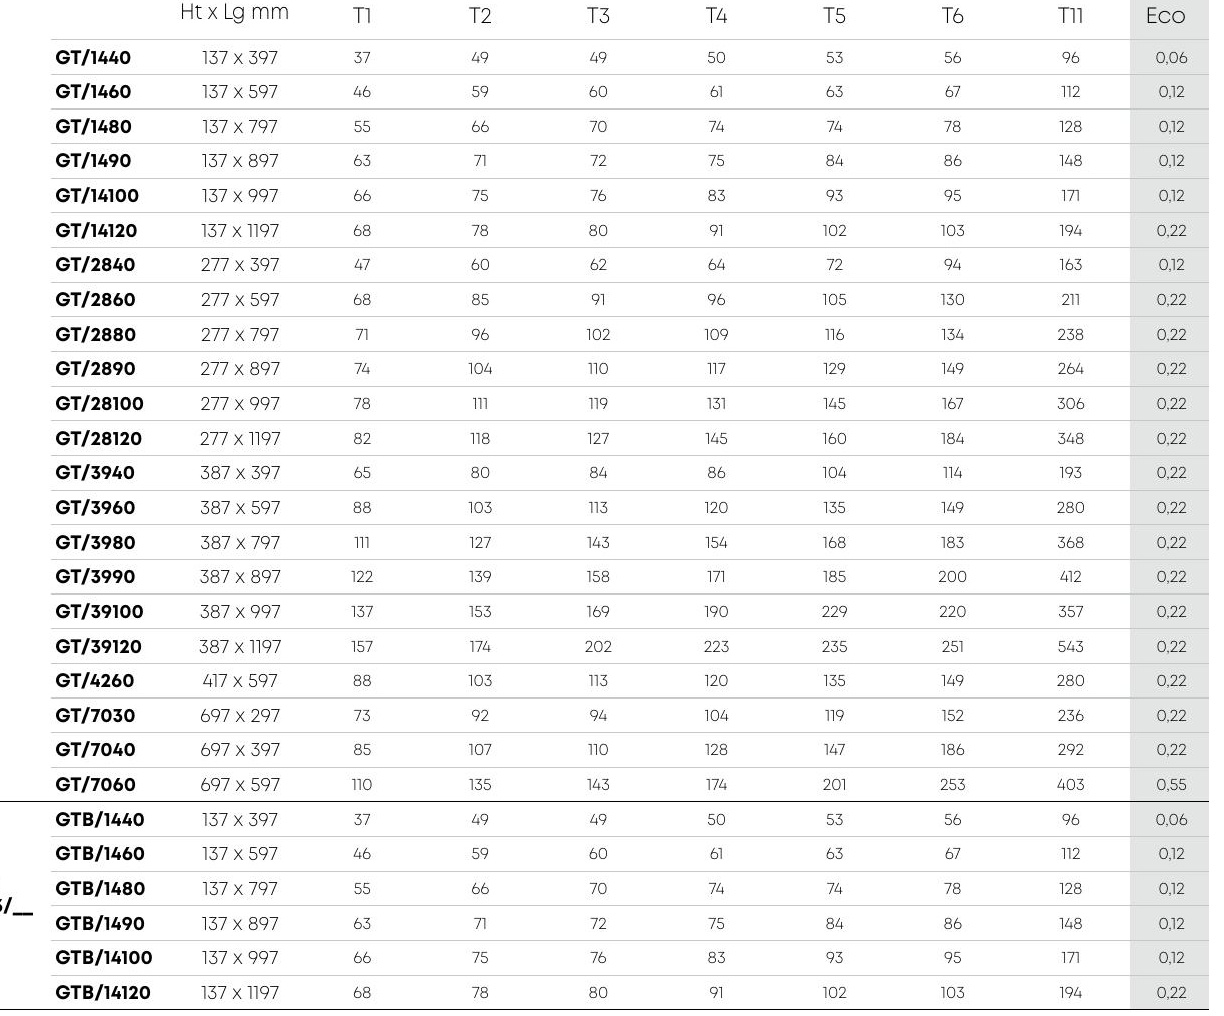 Ht x Lg mm T1 T2 T3 T4 T5 T6 T11 Eco
GT/1440 137 x 397 37 49 49 50 53 56 96 0,06
GT/1460 137 x 597 46 59 60 61 63 67 112 0,12
GT/1480 137 x 797 55 66 70 74 74 78 128 0,12
GT/1490 137 x 897 63 71 72 75 84 86 148 0,12
GT/14100 137 x 997 66 75 76 83 93 95 171 0,12
GT/14120 137 x 1197 68 78 80 91 102 103 194 0,22
GT/2840 277 x 397 47 60 62 64 72 94 163 0,12
GT/2860 277 x 597 68 85 91 96 105 130 211 0,22
GT/2880 277 x 797 71 96 102 109 116 134 238 0,22
GT/2890 277 x 897 74 104 110 117 129 149 264 0,22
GT/28100 277 x 997 78 111 119 131 145 167 306 0,22
GT/28120 277 x 1197 82 118 127 145 160 184 348 0,22
GT/3940 387 x 397 65 80 84 86 104 114 193 0,22
GT/3960 387 x 597 88 103 113 120 135 149 280 0,22
GT/3980 387 x 797 111 127 143 154 168 183 368 0,22
GT/3990 387 x 897 122 139 158 171 185 200 412 0,22
GT/39100 387 x 997 137 153 169 190 229 220 357 0,22
GT/39120 387 x 1197 157 174 202 223 235 251 543 0,22
GT/4260 417 x 597 88 103 113 120 135 149 280 0,22
GT/7030 697 x 297 73 92 94 104 119 152 236 0,22
GT/7040 697 x 397 85 107 110 128 147 186 292 0,22
GT/7060 697 x 597 110 135 143 174 201 253 403 0,55
GTB/1440 137 x 397 37 49 49 50 53 56 96 0,06
GTB/1460 137 x 597 46 59 60 61 63 67 112 0,12
GTB/1480 137 x 797 55 66 70 74 74 78 128 0,12
/__
GTB/1490 137 x 897 63 71 72 75 84 86 148 0,12
GTB/14100 137 x 997 66 75 76 83 93 95 171 0,12
GTB/14120 137 x 1197 68 78 80 91 102 103 194 0,22